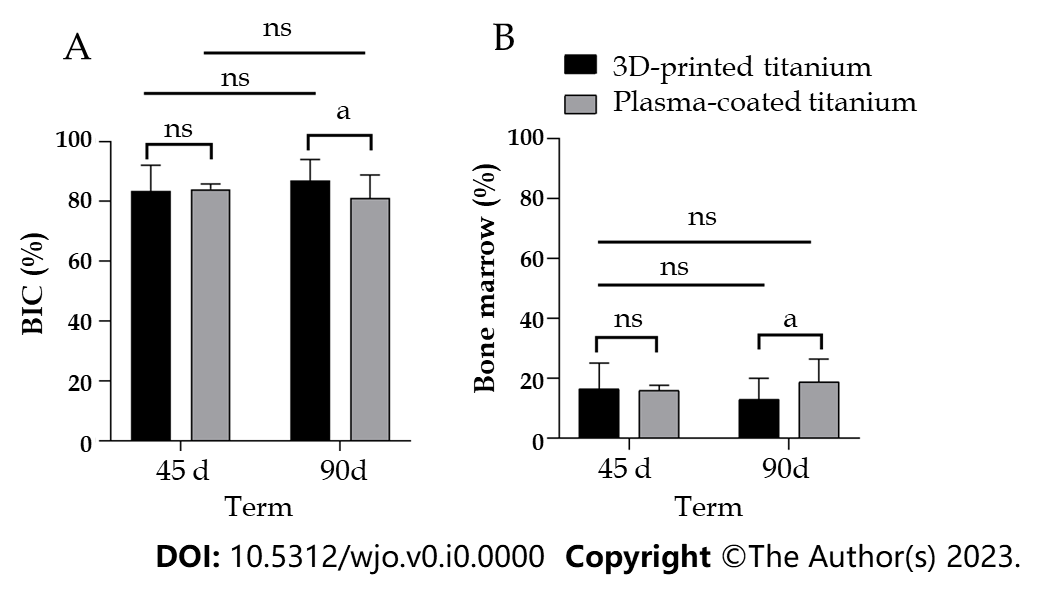 A
ns
ns
ns
a
100
80
60
40
20
0
BIC (%)
45 d
90d
Term
B
3D-printed titanium
Plasma-coated titanium
100
80
60
40
20
0
Bone marrow (%)
ns
ns
ns
a
45 d
90d
Term
DOI: 10.5312/wjo.v0.i0.0000 Copyright ©The Author(s) 2023.